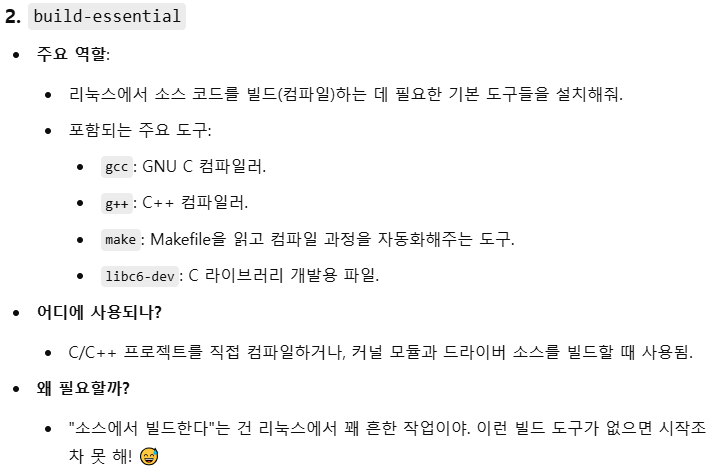 2. build-essential
• 주요 역할:
• 리눅스에서 소스 코드를 빌드(컴파일)하는 데 필요한 기본 도구들을 설치해줘.
• 포함되는 주요 도구:
• gcc: GNU C 컴파일러.
• g++: C++ 컴파일러.
• make: Makefile을 읽고 컴파일 과정을 자동화해주는 도구.
• libc6-dev: C 라이브러리 개발용 파일.
• 어디에 사용되나?
• C/C++ 프로젝트를 직접 컴파일하거나, 커널 모듈과 드라이버 소스를 빌드할 때 사용됨.
• 왜 필요할까?
• "소스에서 빌드한다"는 건 리눅스에서 꽤 흔한 작업이야. 이런 빌드 도구가 없으면 시작조
차 못 해! 😅